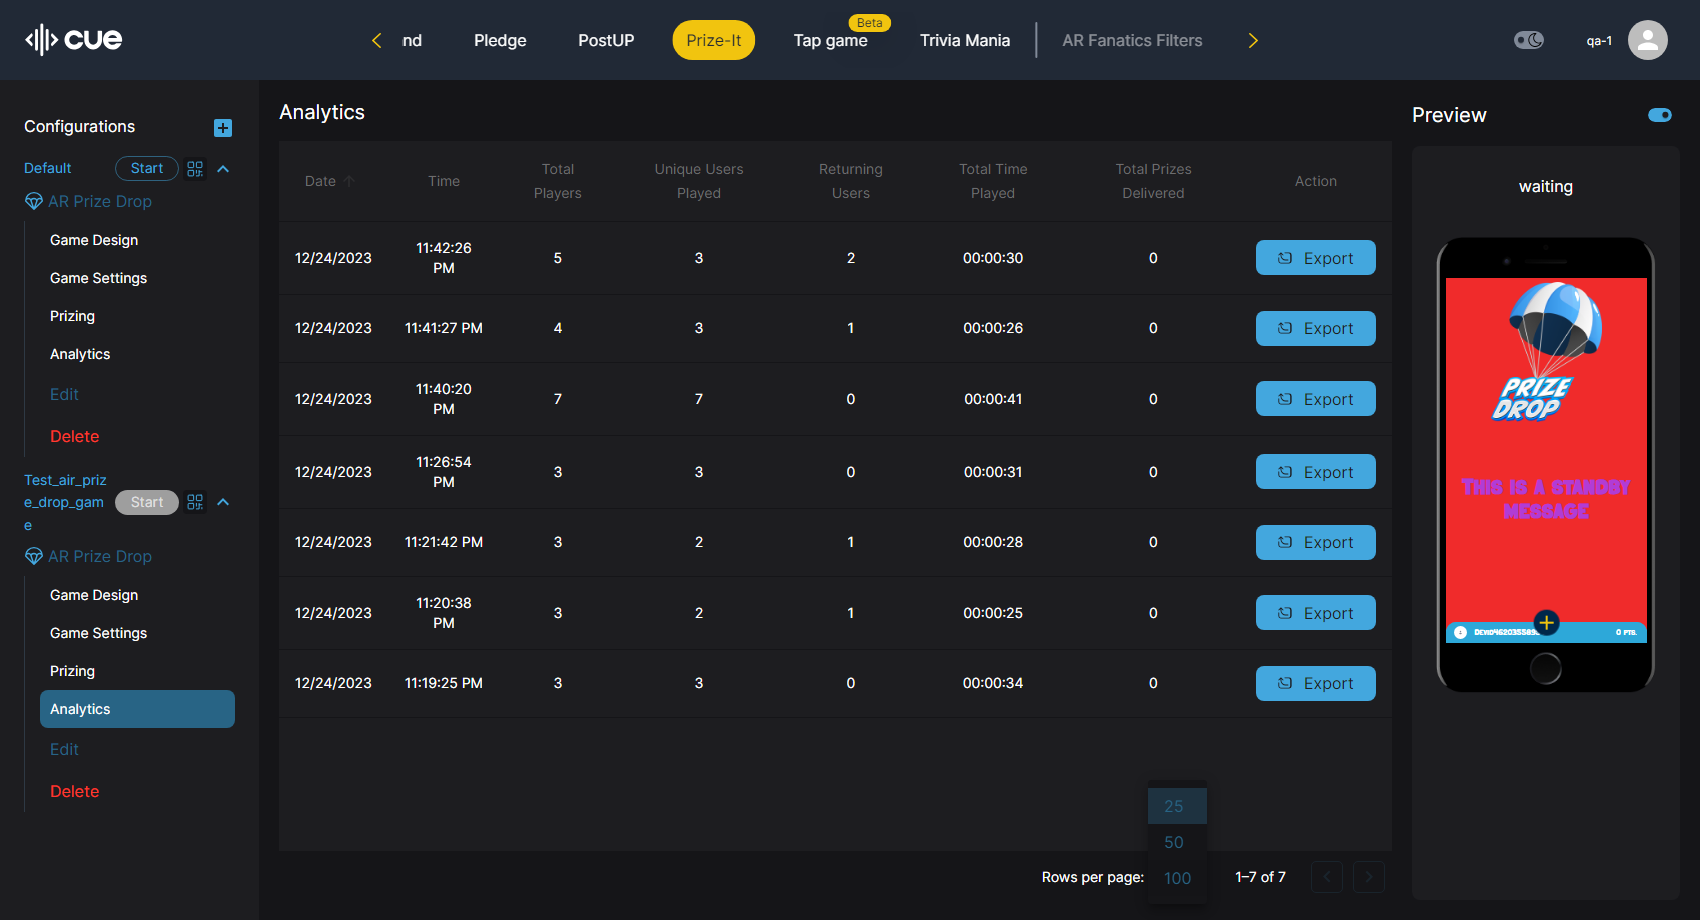 cue
nd
Pledge
PostUP
Prize-It
Beta
Tap game
Trivia Mania
AR Fanatics Filters
qa-1
Configurations
Default
Start
AR Prize Drop
Game Design
Game Settings
Prizing
Analytics
Edit
Delete
Test_air_priz
e_drop_gam
e
Start
AR Prize Drop
Game Design
Game Settings
Prizing
Analytics
Edit
Delete
Analytics
Date Time Total Players Unique Users Played Returning Users Total Time Played Total Prizes Delivered Action
12/24/2023 11:42:26 PM 5 3 2 00:00:30 0 Export
12/24/2023 11:41:27 PM 4 3 1 00:00:26 0 Export
12/24/2023 11:40:20 PM 7 7 0 00:00:41 0 Export
12/24/2023 11:26:54 PM 3 3 0 00:00:31 0 Export
12/24/2023 11:21:42 PM 3 2 1 00:00:28 0 Export
12/24/2023 11:20:38 PM 3 2 1 00:00:25 0 Export
12/24/2023 11:19:25 PM 3 3 0 00:00:34 0 Export
25
50
100
Rows per page:
1–7 of 7
Preview
waiting
PRIZE
DROP
THIS IS A STANDBY
MESSAGE
0 PTS.